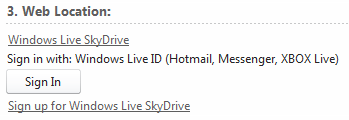 3. Web Location:
Windows Live SkyDrive
Sign in with: Windows Live ID (Hotmail, Messenger, XBOX Live)
Sign In
Sign up for Windows Live SkyDrive